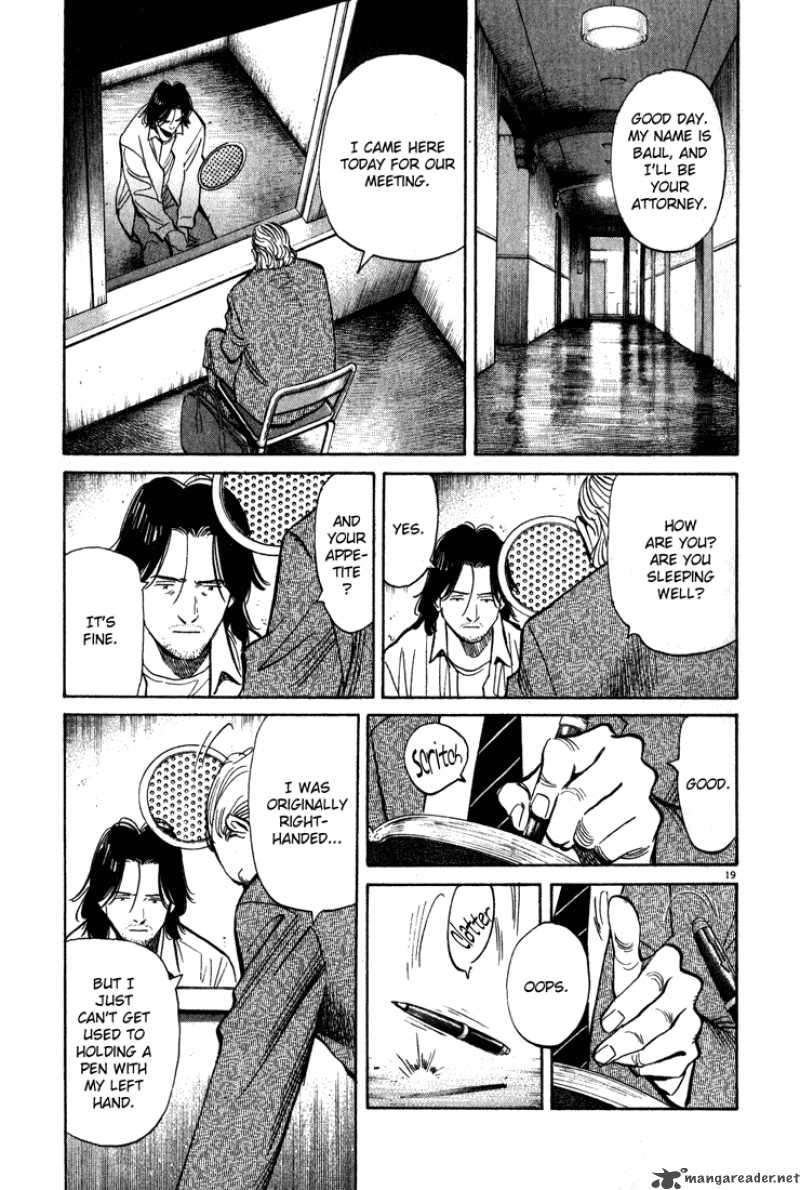 GOOD DAY.
MY NAME IS
BAUL, AND
I'LL BE
YOUR
ATTORNEY.
I CAME HERE
TODAY FOR OUR
MEETING.
HOW
ARE YOU?
ARE YOU
SLEEPING
WELL?
YES.
AND
YOUR
APPE-
TITE
?
IT'S
FINE.
GOOD.
scritch
19
OOPS.
clatter
I WAS
ORIGINALLY
RIGHT-
HANDED...
BUT I
JUST
CAN'T GET
USED TO
HOLDING A
PEN WITH
MY LEFT
HAND.
mangareader.net